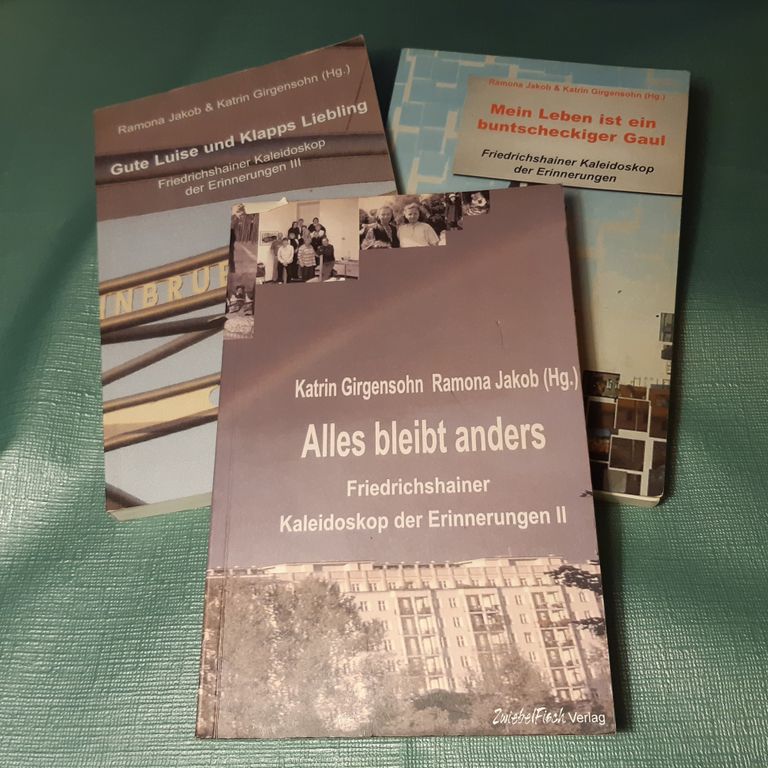 Ramona Jakob & Katrin Girgensohn (Hg.)
Gute Luise und Klapps Liebling
Friedrichshainer Kaleidoskop
der Erinnerungen III
Ramona Jakob & Katrin Girgensohn (Hg.)
Mein Leben ist ein
buntscheckiger Gaul
Friedrichshainer Kaleidoskop
der Erinnerungen
Katrin Girgensohn Ramona Jakob (Hg.)
Alles bleibt anders
Friedrichshainer
Kaleidoskop der Erinnerungen II
ZwiebelFisch Verlag